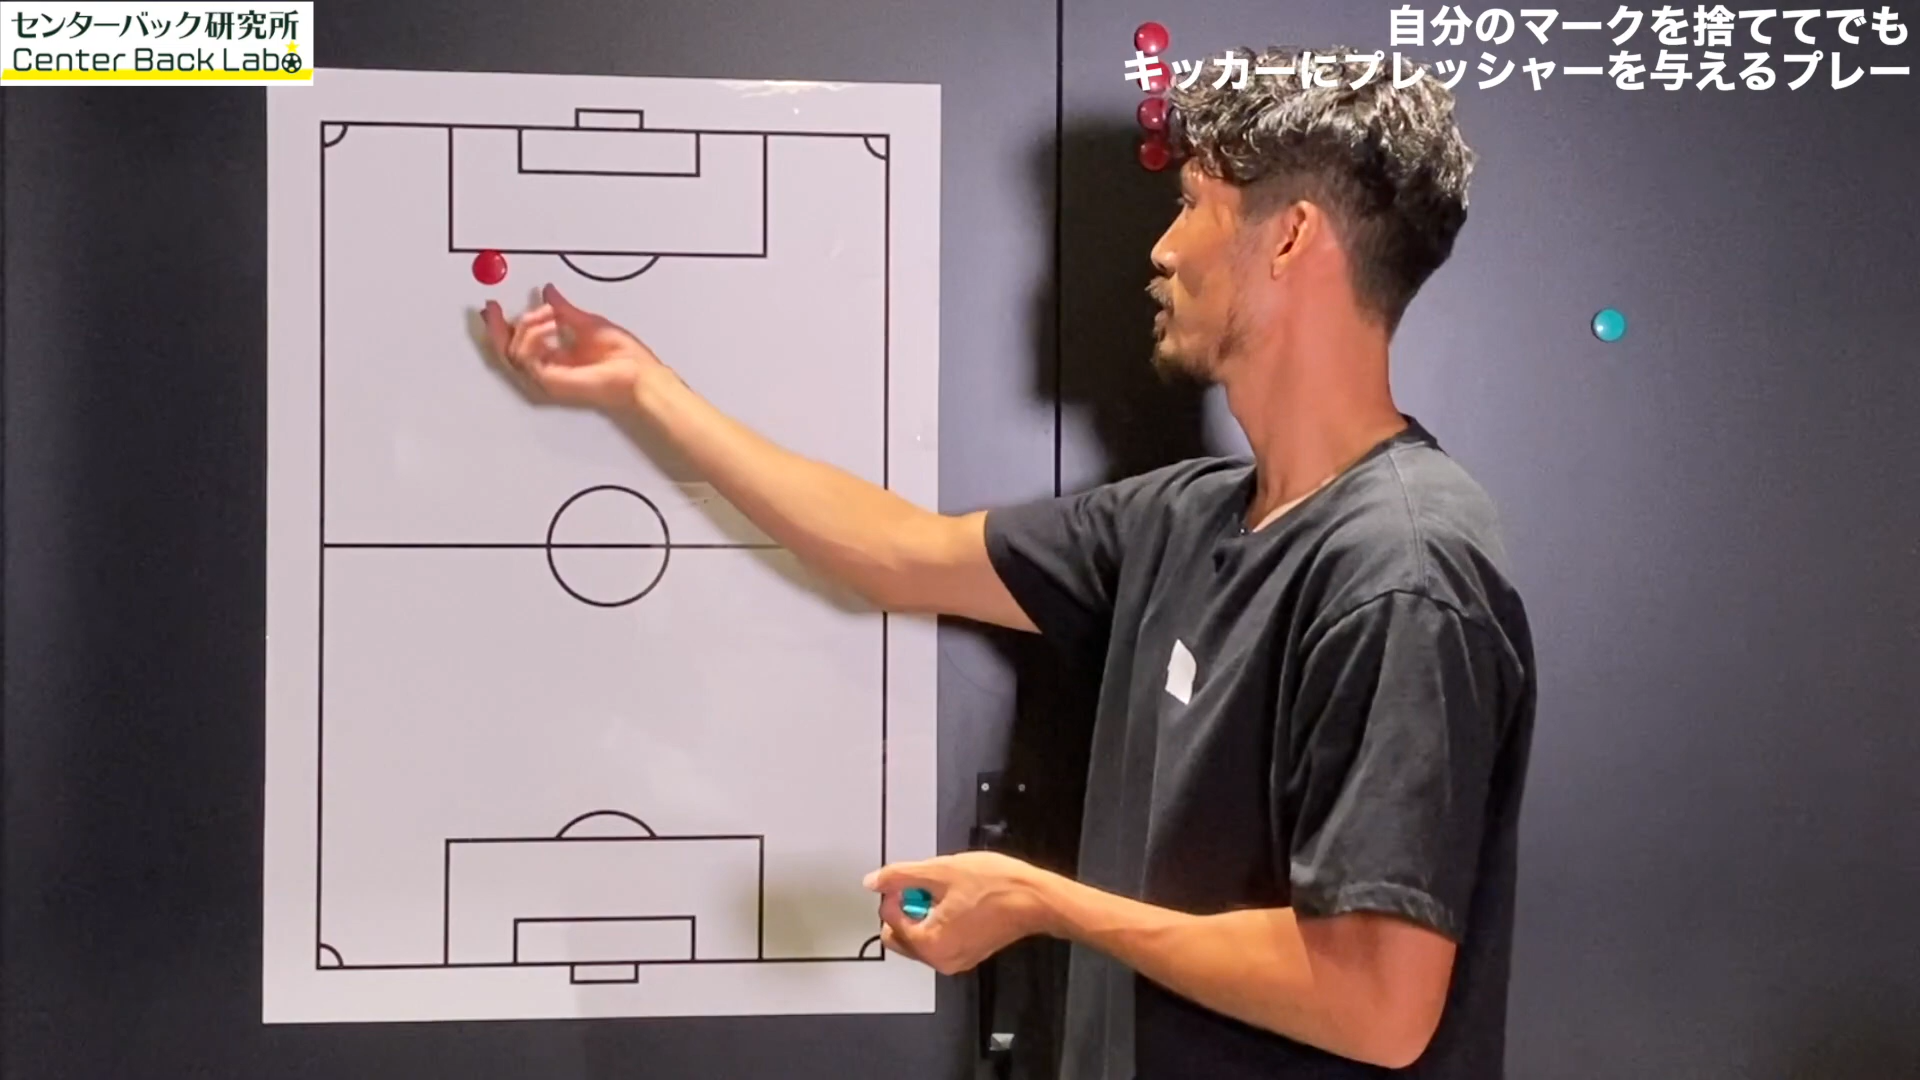 センターバック研究所
Center Back Labo
自分のマークを捨ててでも
キッカーにプレッシャーを与えるプレー